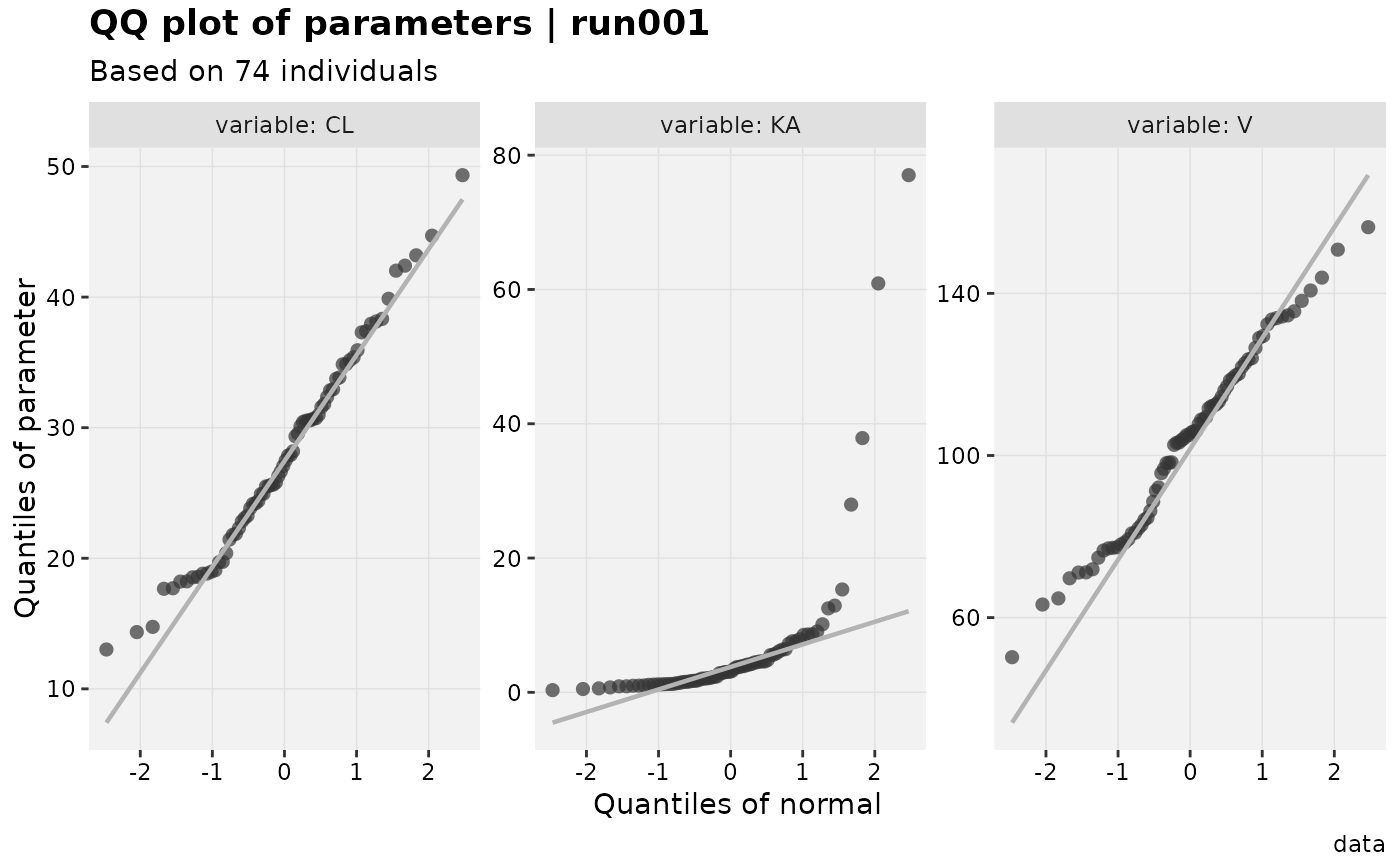 QQ plot of parameters | run001
Based on 74 individuals
variable: CL
variable: KA
variable: V
Quantiles of parameter
50
40
30
20
10
80
60
40
20
0
140
100
60
-2 -1 0 1 2
-2 -1 0 1 2
-2 -1 0 1 2
Quantiles of normal
data